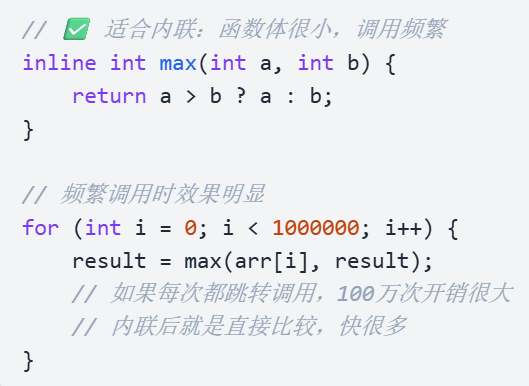 // ✅ 适合内联：函数体很小，调用频繁
inline int max(int a, int b) {
    return a > b ? a : b;
}

// 频繁调用时效果明显
for (int i = 0; i < 1000000; i++) {
    result = max(arr[i], result);
    // 如果每次都跳转调用，100万次开销很大
    // 内联后就是直接比较，快很多
}